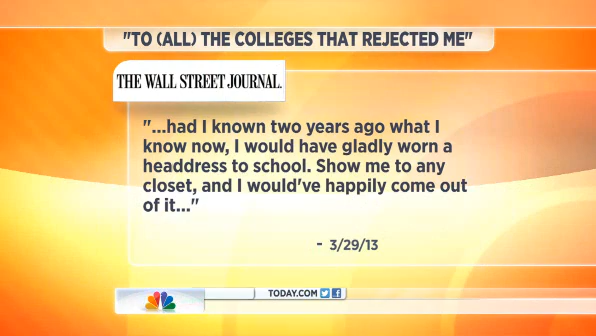 "TO (ALL) THE COLLEGES THAT REJECTED ME"
THE WALL STREET JOURNAL.
"...had I known two years ago what I
know now, I would have gladly worn a
headdress to school. Show me to any
closet, and I would've happily come out
of it..."
- 3/29/13
TODAY.COM